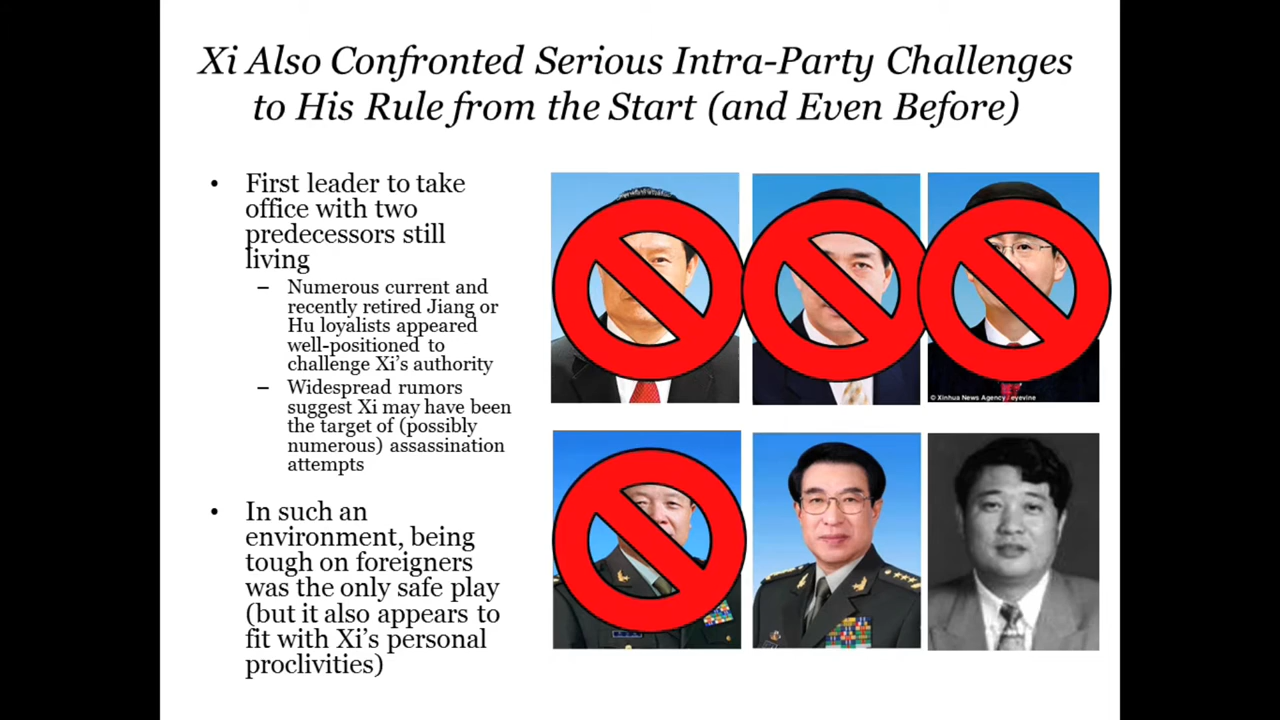 Xi Also Confronted Serious Intra-Party Challenges
to His Rule from the Start (and Even Before)
• First leader to take
office with two
predecessors still
living
– Numerous current and
recently retired Jiang or
Hu loyalists appeared
well-positioned to
challenge Xi's authority
– Widespread rumors
suggest Xi may have been
the target of (possibly
numerous) assassination
attempts
• In such an
environment, being
tough on foreigners
was the only safe play
(but it also appears to
fit with Xi's personal
proclivities)
© Xinhua News Agency / eyevine